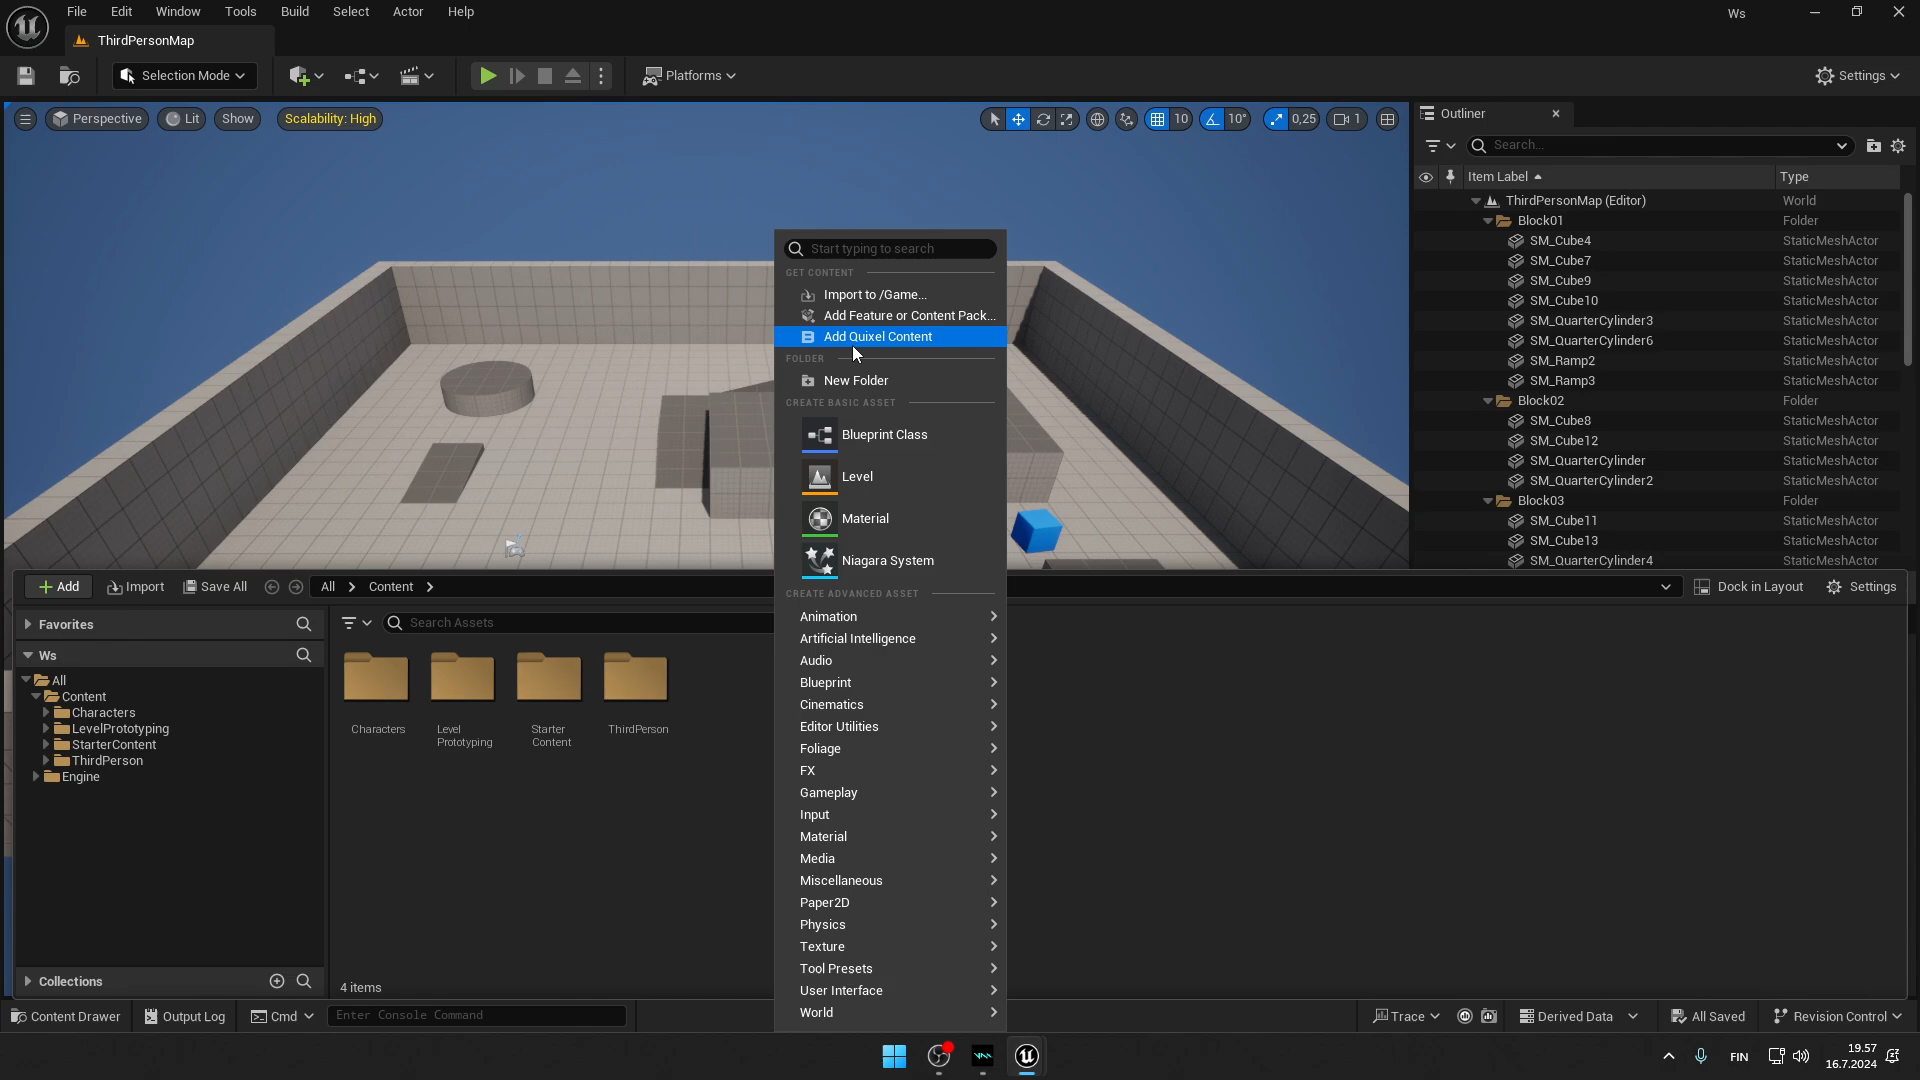 File Edit Window Tools Build Select Actor Help
Ws
ThirdPersonMap
Selection Mode
Platforms
Settings
Perspective Lit Show Scalability: High
10 10° 0,25 1
Outliner
Search...
Item Label Type
ThirdPersonMap (Editor) World
Block01 Folder
SM_Cube4 StaticMeshActor
SM_Cube7 StaticMeshActor
SM_Cube9 StaticMeshActor
SM_Cube10 StaticMeshActor
SM_QuarterCylinder3 StaticMeshActor
SM_QuarterCylinder6 StaticMeshActor
SM_Ramp2 StaticMeshActor
SM_Ramp3 StaticMeshActor
Block02 Folder
SM_Cube8 StaticMeshActor
SM_Cube12 StaticMeshActor
SM_QuarterCylinder StaticMeshActor
SM_QuarterCylinder2 StaticMeshActor
Block03 Folder
SM_Cube11 StaticMeshActor
SM_Cube13 StaticMeshActor
SM_QuarterCylinder4 StaticMeshActor
Start typing to search
GET CONTENT
Import to /Game...
Add Feature or Content Pack...
Add Quixel Content
FOLDER
New Folder
CREATE BASIC ASSET
Blueprint Class
Level
Material
Niagara System
CREATE ADVANCED ASSET
Animation
Artificial Intelligence
Audio
Blueprint
Cinematics
Editor Utilities
Foliage
FX
Gameplay
Input
Material
Media
Miscellaneous
Paper2D
Physics
Texture
Tool Presets
User Interface
World
Add Import Save All All Content
Dock in Layout Settings
Favorites
Search Assets
Ws
All
Content
Characters
LevelPrototyping
StarterContent
ThirdPerson
Engine
Characters
Level
Prototyping
Starter
Content
ThirdPerson
Collections
4 items
Content Drawer Output Log Cmd Enter Console Command
Trace Derived Data All Saved Revision Control
FIN
19.57
16.7.2024